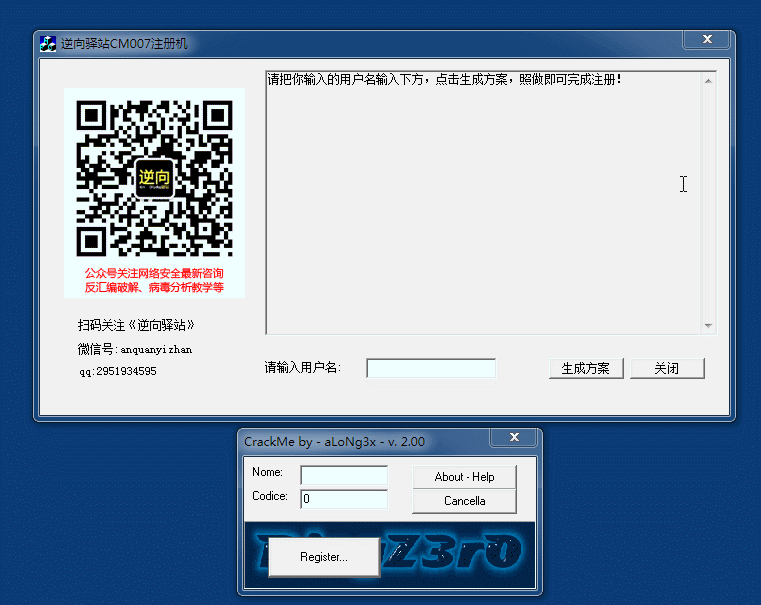 逆向驿站CM007注册机
请把你输入的用户名输入下方，点击生成方案，照做即可完成注册！
逆向
公众号关注网络安全最新咨询
反汇编破解、病毒分析教学等
扫码关注《逆向驿站》
微信号:anquanyizhan
qq:2951934595
请输入用户名:
生成方案
关闭
CrackMe by - aLoNg3x - v. 2.00
Nome:
About - Help
Codice:
0
Cancella
Register...
Z3r0